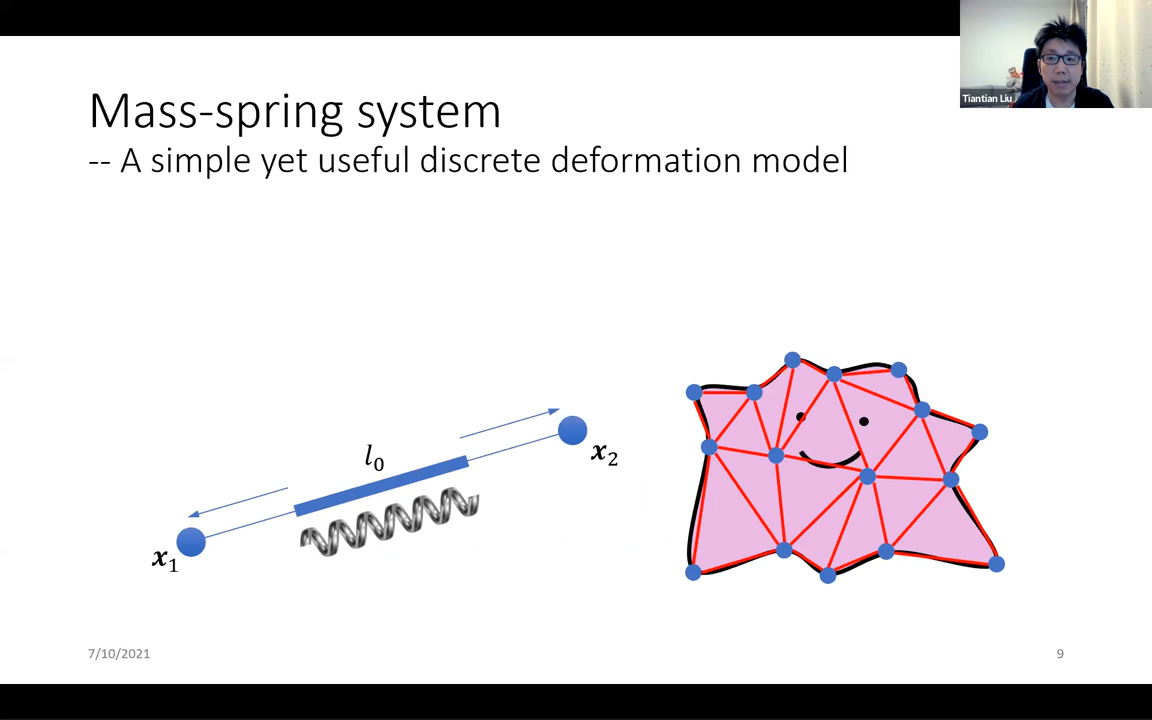 Mass-spring system
-- A simple yet useful discrete deformation model
Tiantian Liu
l₀
x₂
x₁
7/10/2021
9